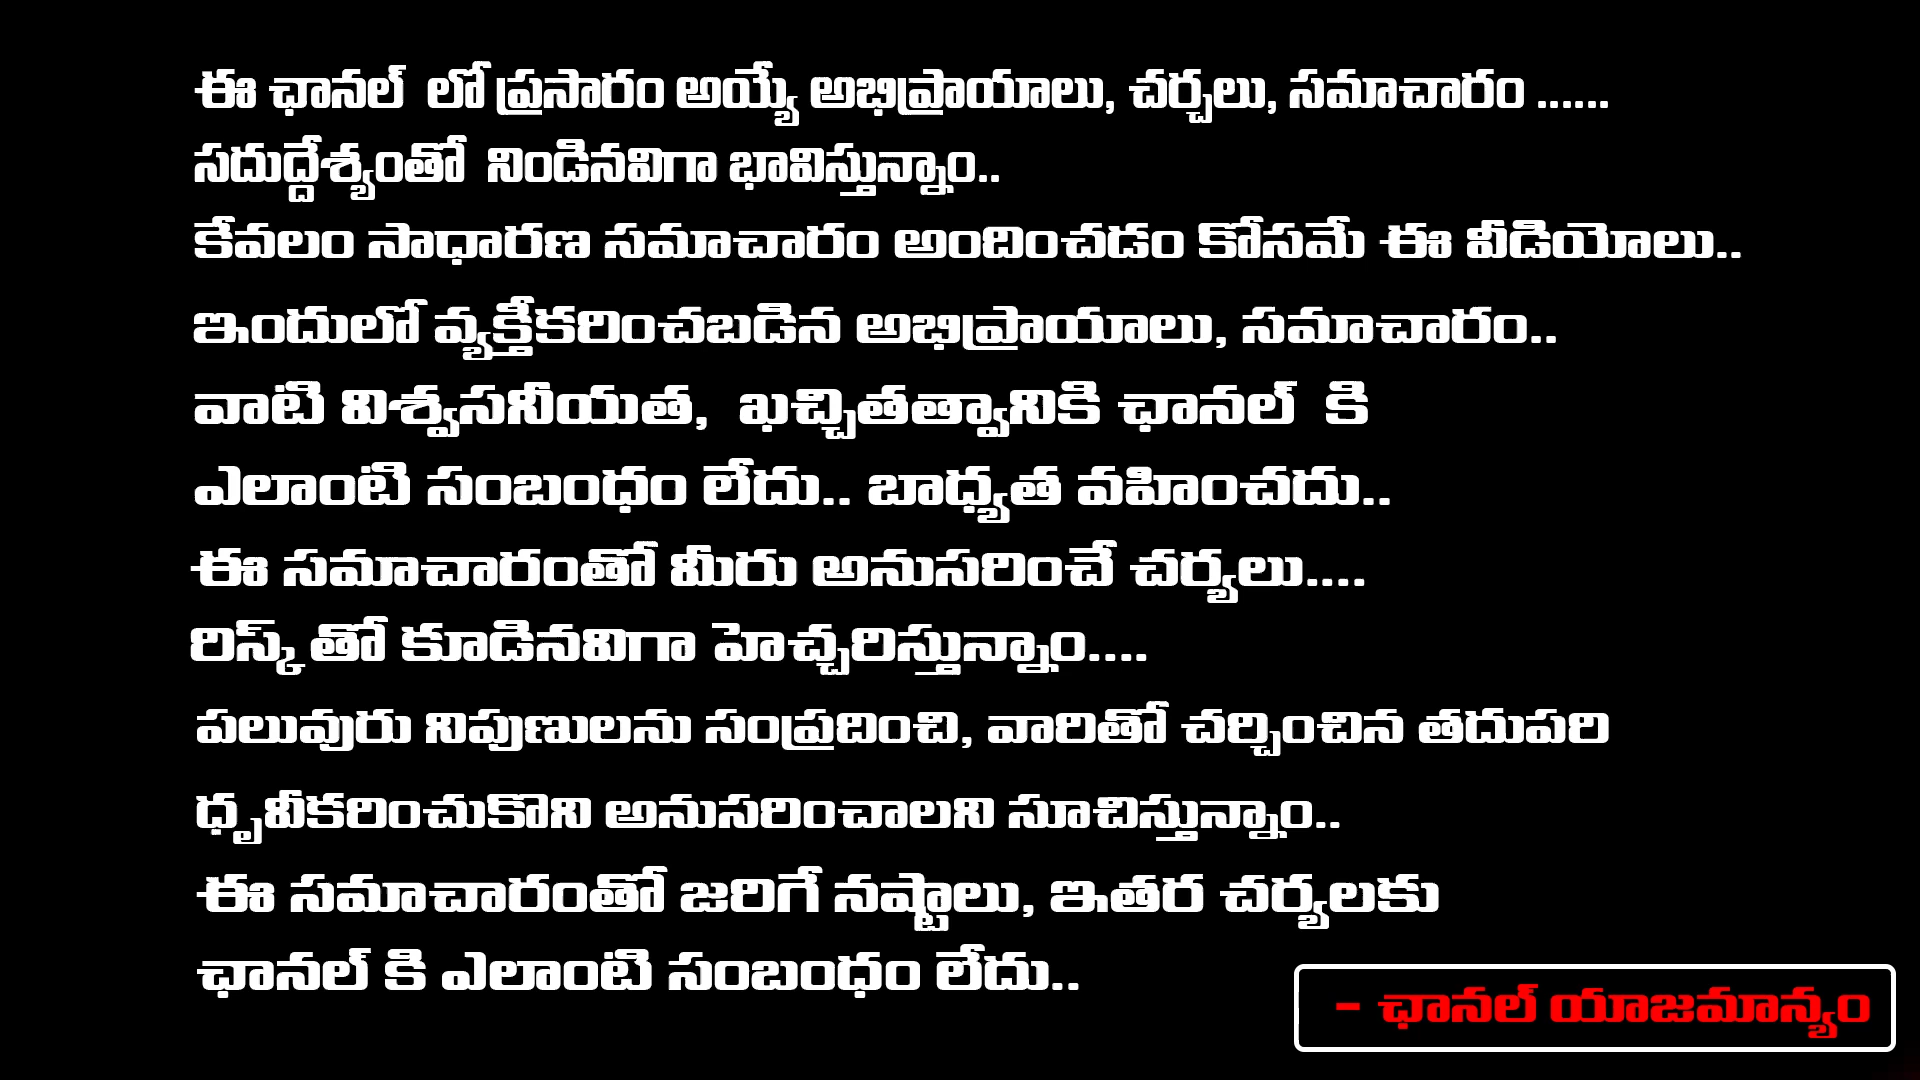 ఈ ఛానల్ లో ప్రసారం అయ్యే అభిప్రాయాలు, చర్చలు, సమాచారం ......
సదుద్దేశ్యంతో నిండినవిగా భావిస్తున్నాం..
కేవలం సాధారణ సమాచారం అందించడం కోసమే ఈ వీడియోలు..
ఇందులో వ్యక్తీకరించబడిన అభిప్రాయాలు, సమాచారం..
వాటి విశ్వసనీయత, ఖచ్చితత్వానికి ఛానల్ కి
ఎలాంటి సంబంధం లేదు.. బాధ్యత వహించదు..
ఈ సమాచారంతో మీరు అనుసరించే చర్యలు....
రిస్క్ తో కూడినవిగా హెచ్చరిస్తున్నాం....
పలువురు నిపుణులను సంప్రదించి, వారితో చర్చించిన తదుపరి
ధృవీకరించుకొని అనుసరించాలని సూచిస్తున్నాం..
ఈ సమాచారంతో జరిగే నష్టాలు, ఇతర చర్యలకు
ఛానల్ కి ఎలాంటి సంబంధం లేదు..
- ఛానల్ యాజమాన్యం